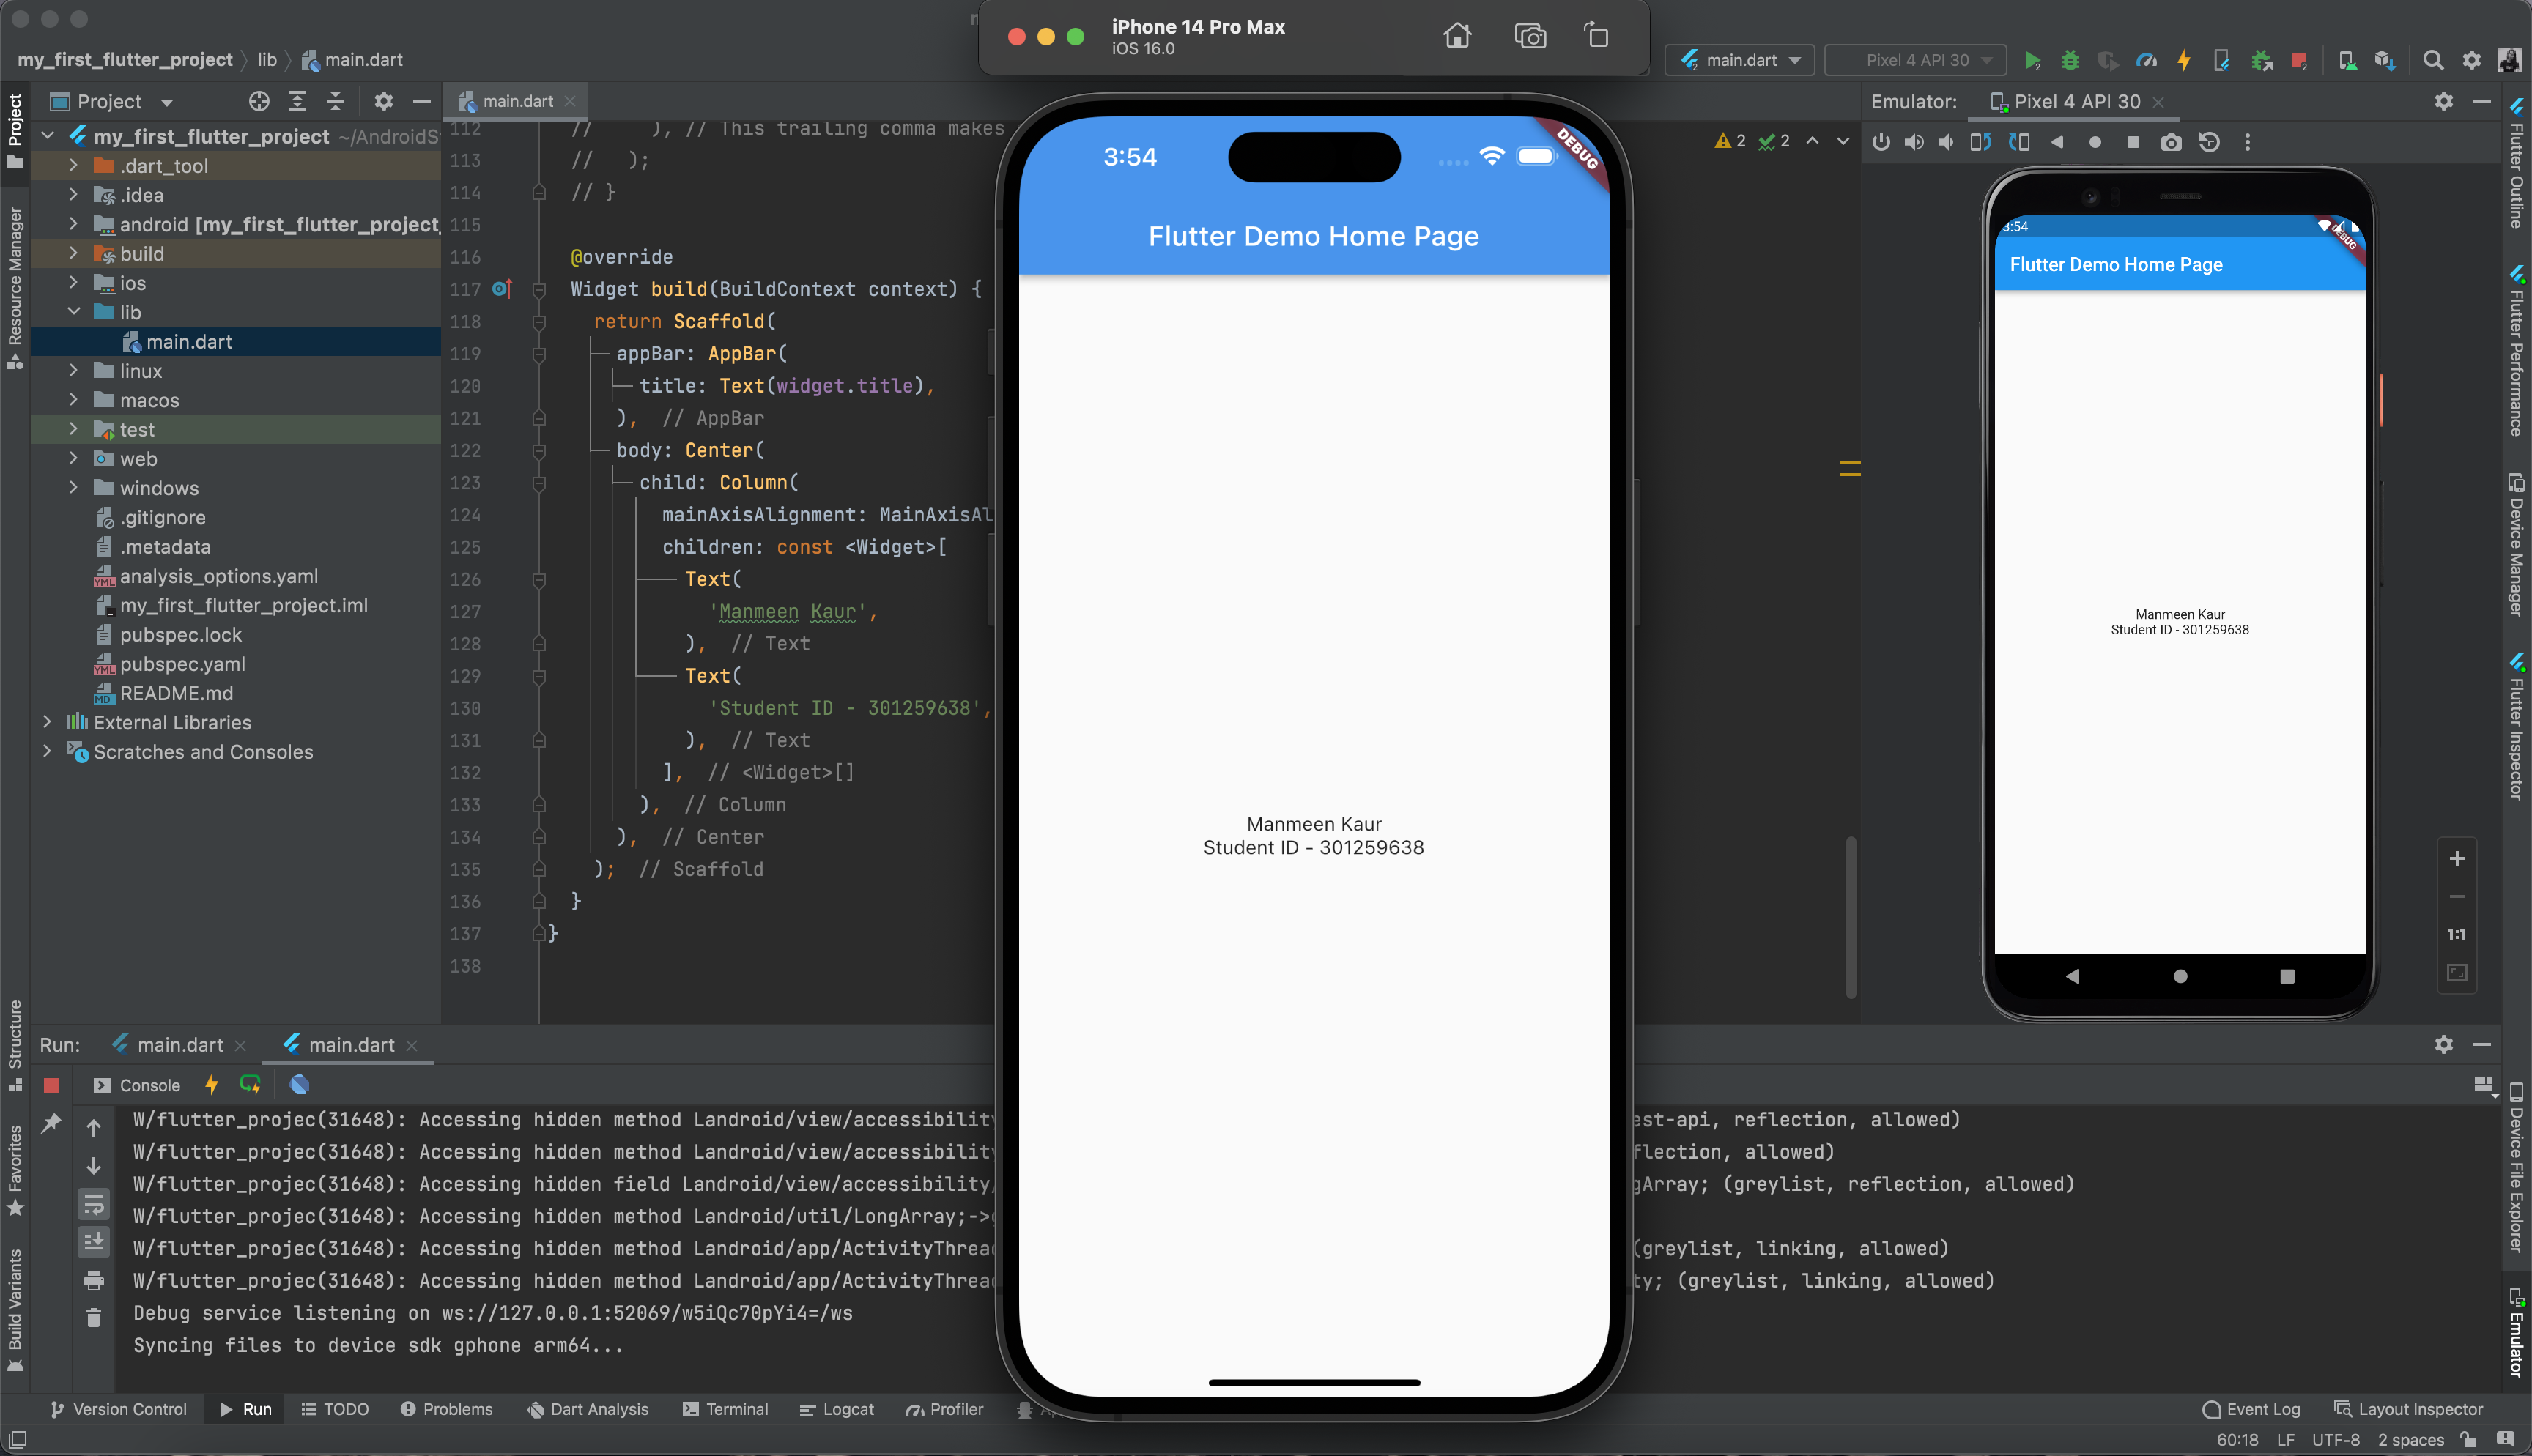 iPhone 14 Pro Max
iOS 16.0
my_first_flutter_project
lib
main.dart
main.dart
Pixel 4 API 30
Project
main.dart
Emulator:
Pixel 4 API 30
my_first_flutter_project ~/AndroidS
.dart_tool
.idea
android [my_first_flutter_project_
build
ios
lib
main.dart
linux
macos
test
web
windows
.gitignore
.metadata
analysis_options.yaml
my_first_flutter_project.iml
pubspec.lock
pubspec.yaml
README.md
External Libraries
Scratches and Consoles
Project
Resource Manager
Structure
Favorites
Build Variants
2
2
112 // ), // This trailing comma makes
113 // );
114 // }
115
116 @override
117 Widget build(BuildContext context) {
118 return Scaffold(
119 appBar: AppBar(
120 title: Text(widget.title),
121 ), // AppBar
122 body: Center(
123 child: Column(
124 mainAxisAlignment: MainAxisAl
125 children: const <Widget>[
126 Text(
127 'Manmeen Kaur',
128 ), // Text
129 Text(
130 'Student ID - 301259638',
131 ), // Text
132 ], // <Widget>[]
133 ), // Column
134 ), // Center
135 ); // Scaffold
136 }
137 }
138
3:54
DEBUG
Flutter Demo Home Page
Manmeen Kaur
Student ID - 301259638
3:54
DEBUG
Flutter Demo Home Page
Manmeen Kaur
Student ID - 301259638
1:1
Flutter Outline
Flutter Performance
Device Manager
Flutter Inspector
Device File Explorer
Emulator
Run:
main.dart
main.dart
Console
W/flutter_projec(31648): Accessing hidden method Landroid/view/accessibility est-api, reflection, allowed)
W/flutter_projec(31648): Accessing hidden method Landroid/view/accessibility flection, allowed)
W/flutter_projec(31648): Accessing hidden field Landroid/view/accessibility/ gArray; (greylist, reflection, allowed)
W/flutter_projec(31648): Accessing hidden method Landroid/util/LongArray;->
W/flutter_projec(31648): Accessing hidden method Landroid/app/ActivityThread (greylist, linking, allowed)
W/flutter_projec(31648): Accessing hidden method Landroid/app/ActivityThread ty; (greylist, linking, allowed)
Debug service listening on ws://127.0.0.1:52069/w5iQc70pYi4=/ws
Syncing files to device sdk gphone arm64...
Version Control
Run
TODO
Problems
Dart Analysis
Terminal
Logcat
Profiler
Event Log
Layout Inspector
60:18 LF UTF-8 2 spaces